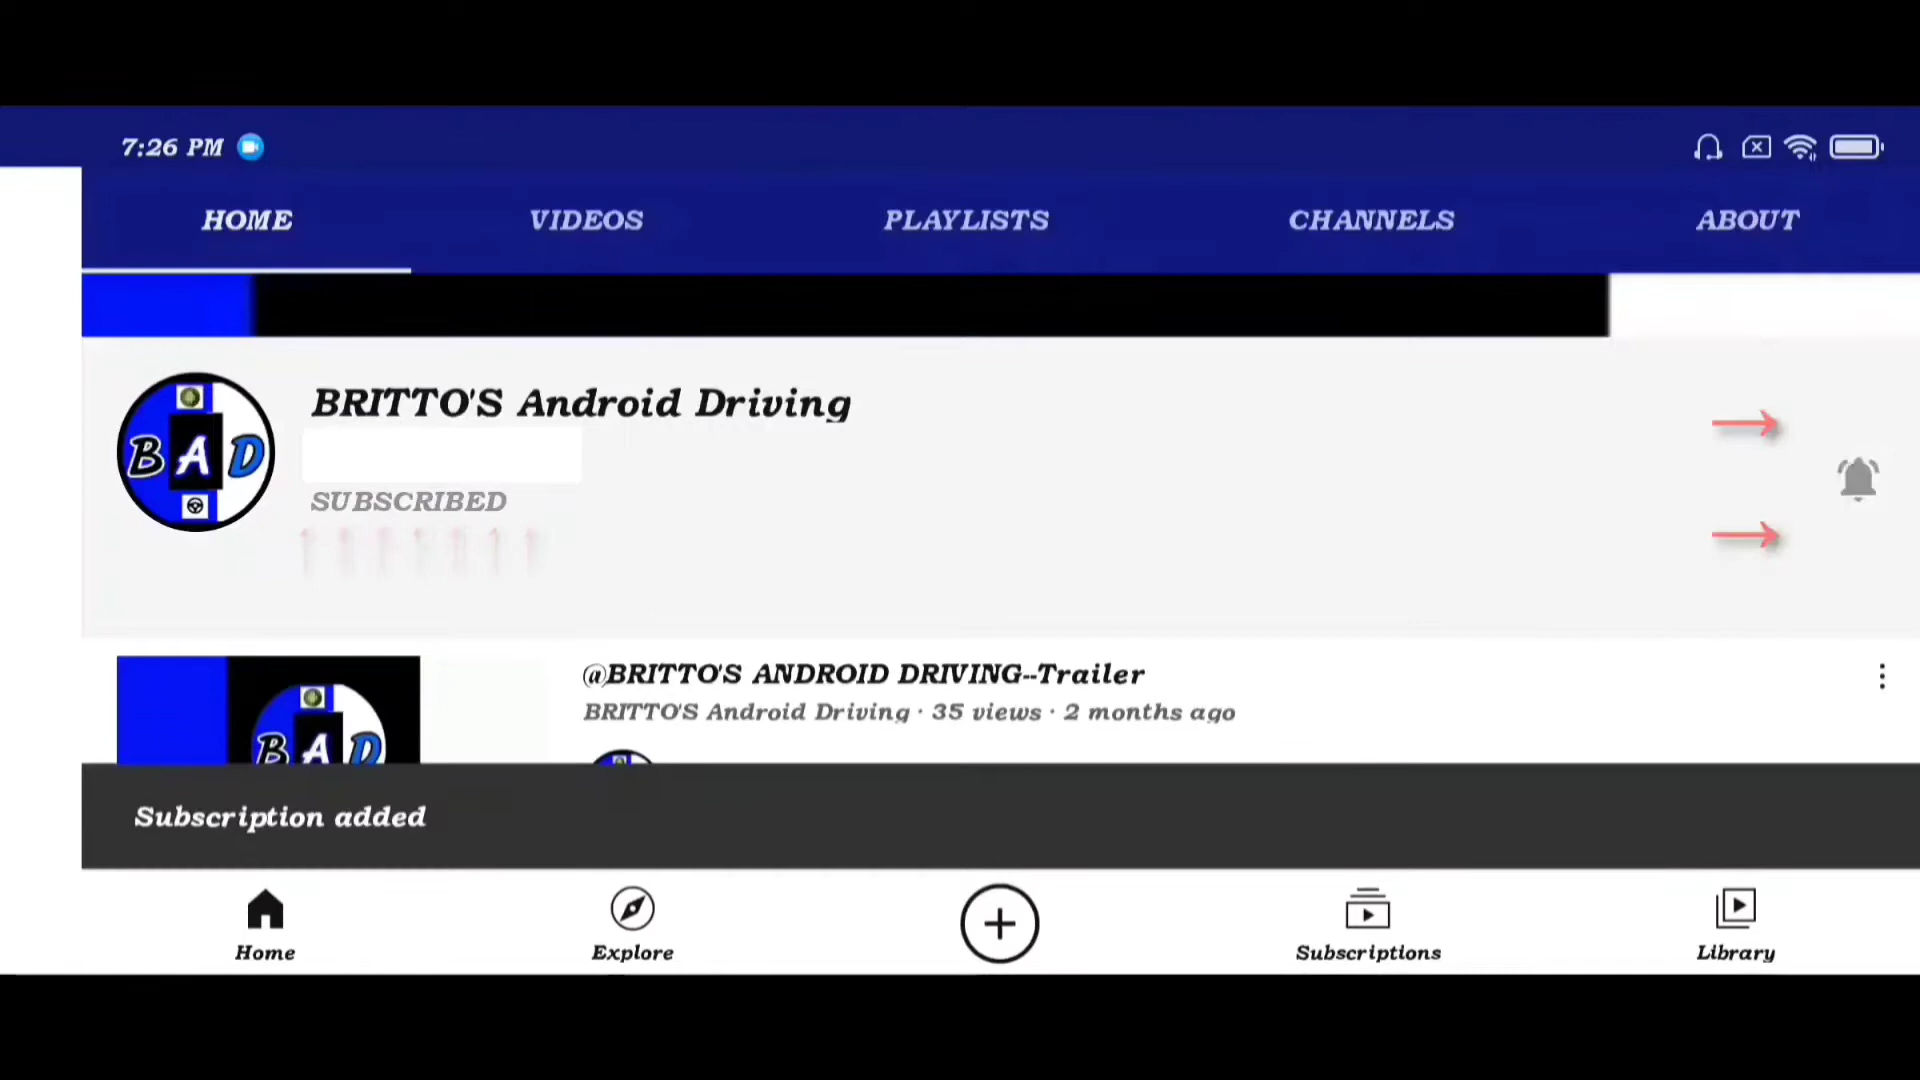 7:26 PM
HOME VIDEOS PLAYLISTS CHANNELS ABOUT
BAD
BRITTO'S Android Driving
SUBSCRIBED
@BRITTO'S ANDROID DRIVING--Trailer
BRITTO'S Android Driving · 35 views · 2 months ago
BAD
Subscription added
Home Explore Subscriptions Library